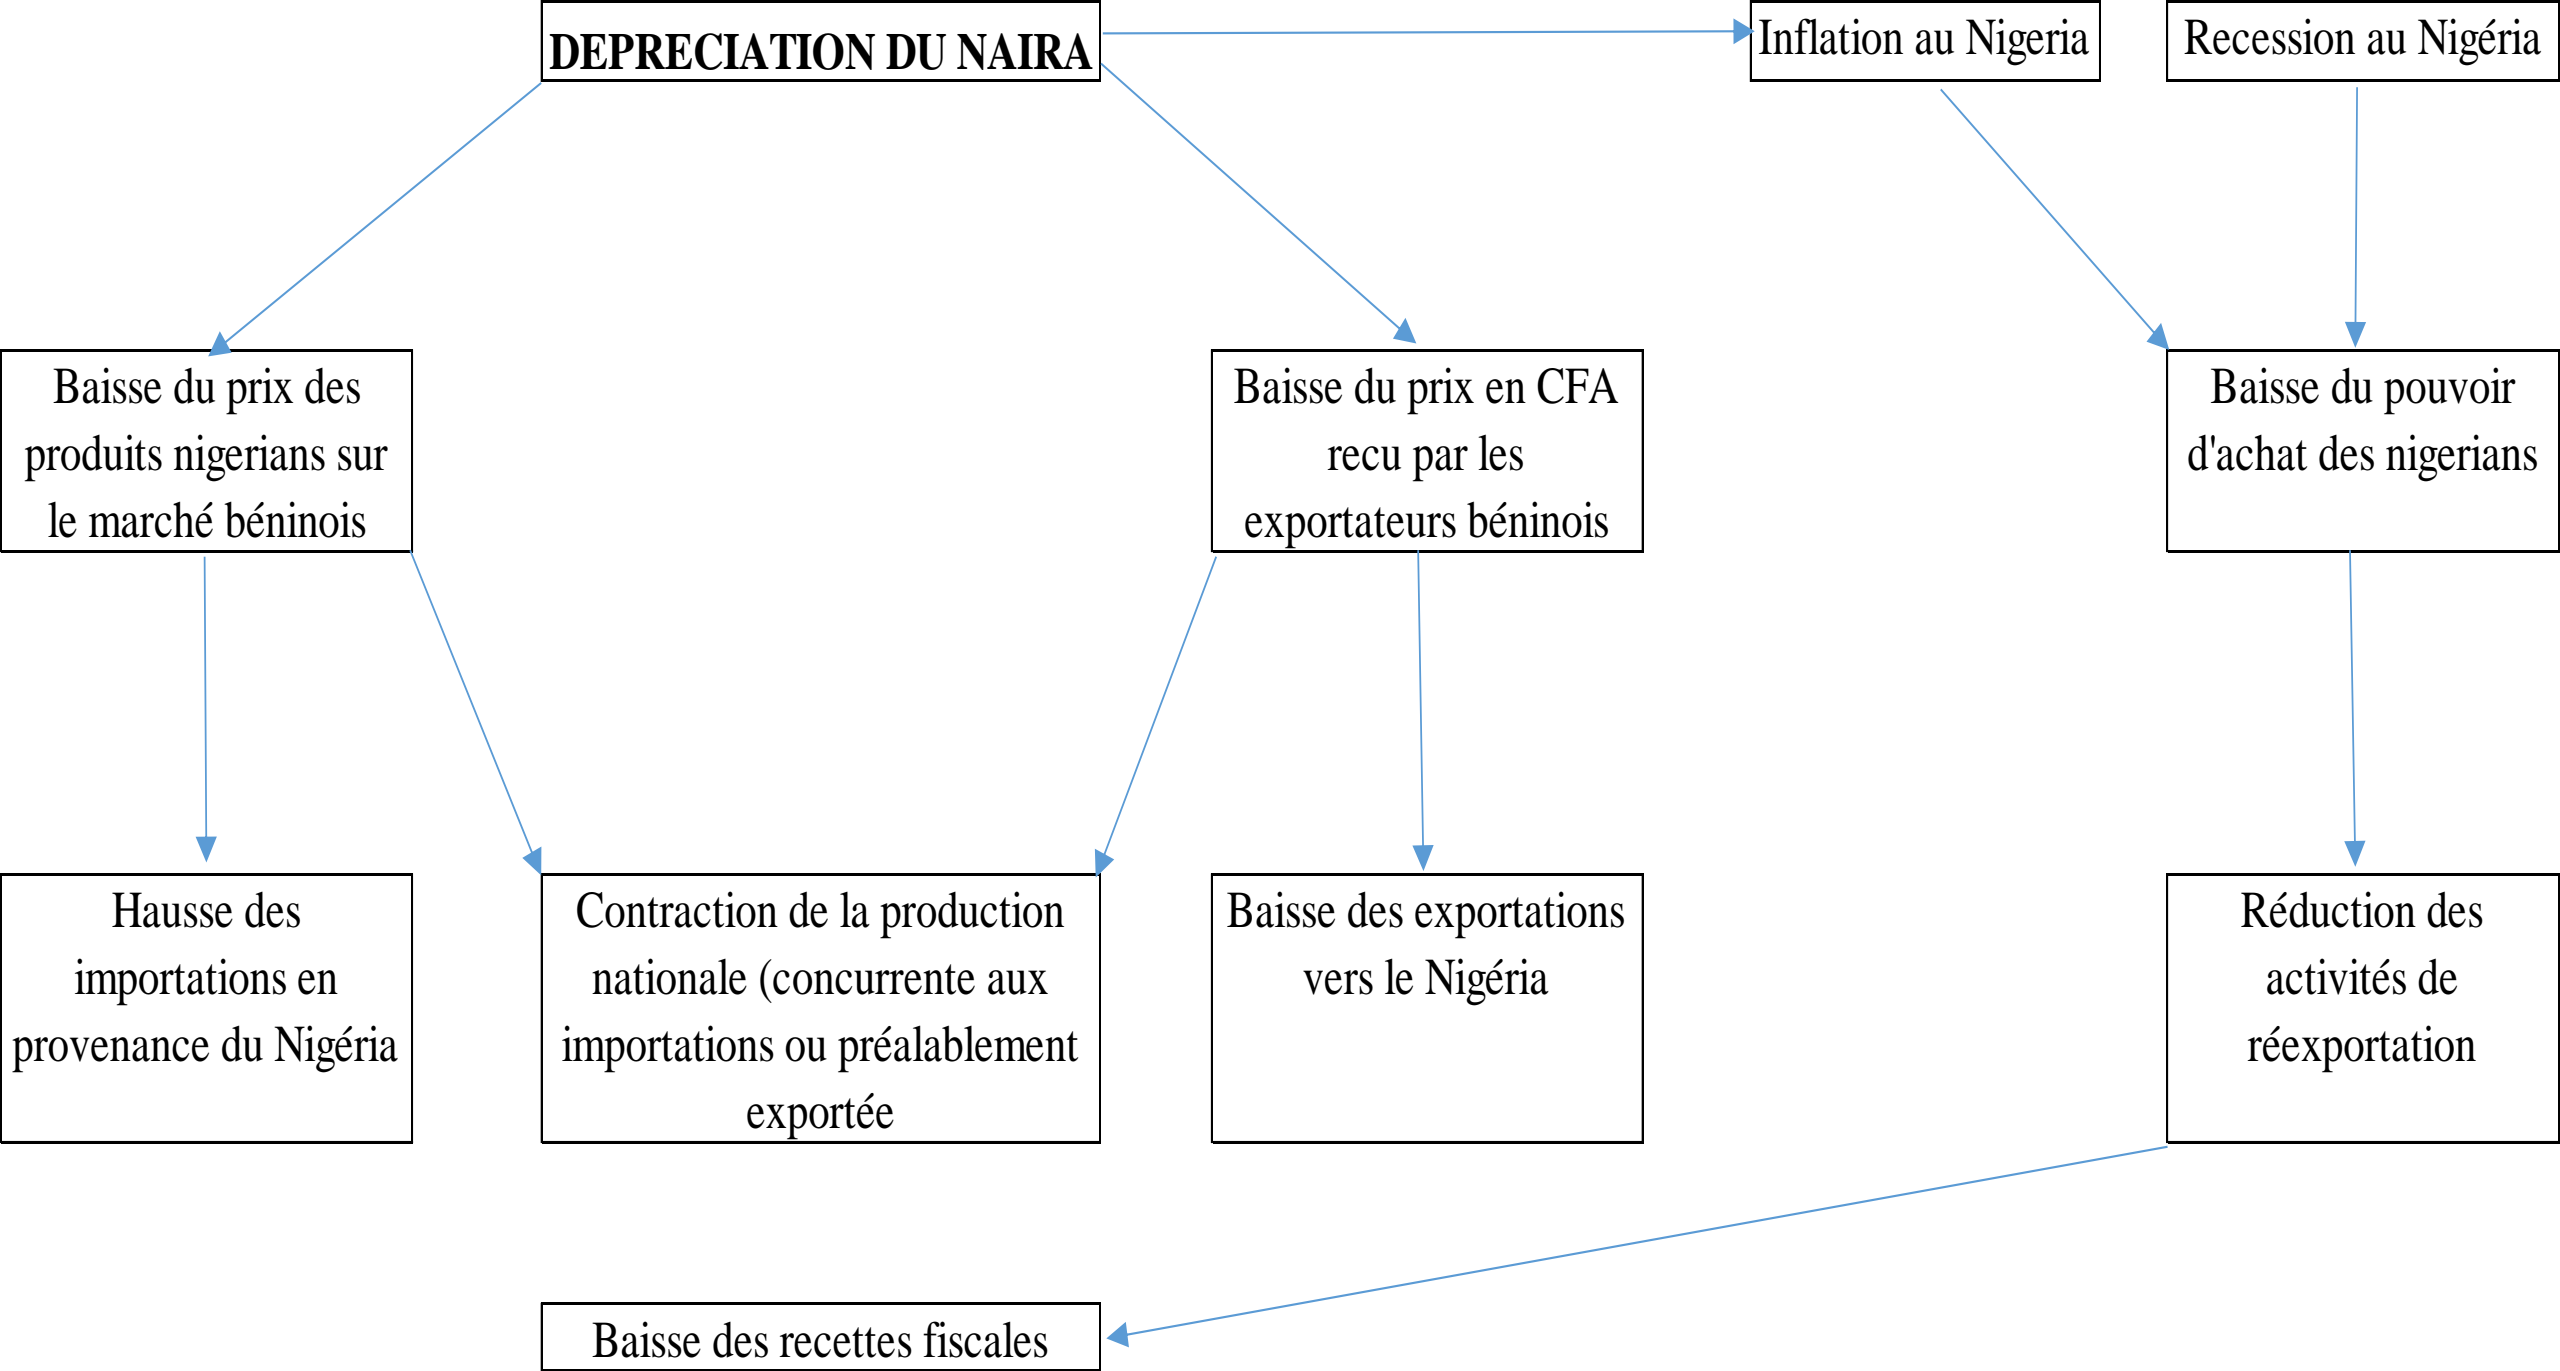 DEPRECIATION DU NAIRA
Inflation au Nigeria
Recession au Nigéria
Baisse du prix des
produits nigerians sur
le marché béninois
Baisse du prix en CFA
recu par les
exportateurs béninois
Baisse du pouvoir
d'achat des nigerians
Hausse des
importations en
provenance du Nigéria
Contraction de la production
nationale (concurrente aux
importations ou préalablement
exportée
Baisse des exportations
vers le Nigéria
Réduction des
activités de
réexportation
Baisse des recettes fiscales